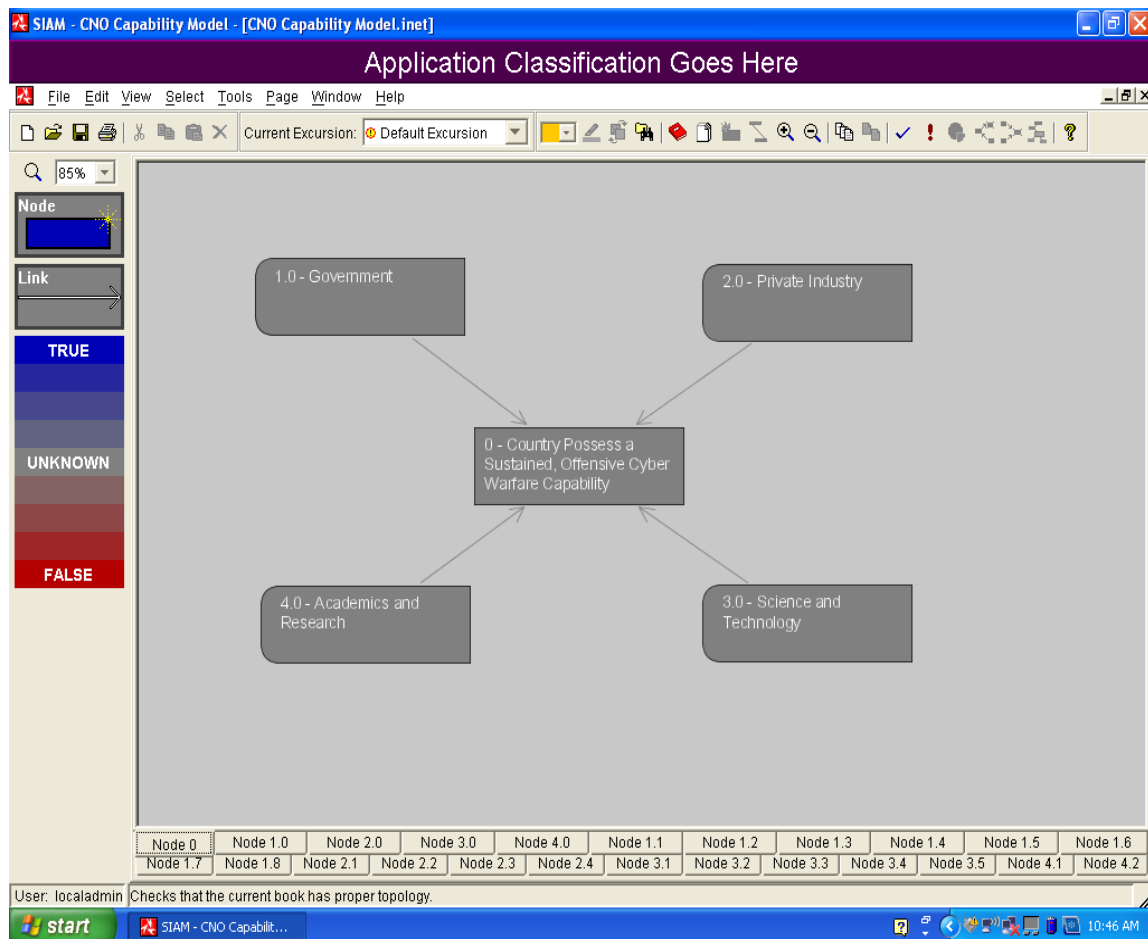 SIAM - CNO Capability Model - [CNO Capability Model.inet]
Application Classification Goes Here
File Edit View Select Tools Page Window Help
Current Excursion: Default Excursion
85%
Node
Link
TRUE
UNKNOWN
FALSE
1.0 - Government
2.0 - Private Industry
0 - Country Possess a
Sustained, Offensive Cyber
Warfare Capability
4.0 - Academics and
Research
3.0 - Science and
Technology
Node 0 Node 1.0 Node 2.0 Node 3.0 Node 4.0 Node 1.1 Node 1.2 Node 1.3 Node 1.4 Node 1.5 Node 1.6
Node 1.7 Node 1.8 Node 2.1 Node 2.2 Node 2.3 Node 2.4 Node 3.1 Node 3.2 Node 3.3 Node 3.4 Node 3.5 Node 4.1 Node 4.2
User: localadmin Checks that the current book has proper topology.
start SIAM - CNO Capabilit... 10:46 AM